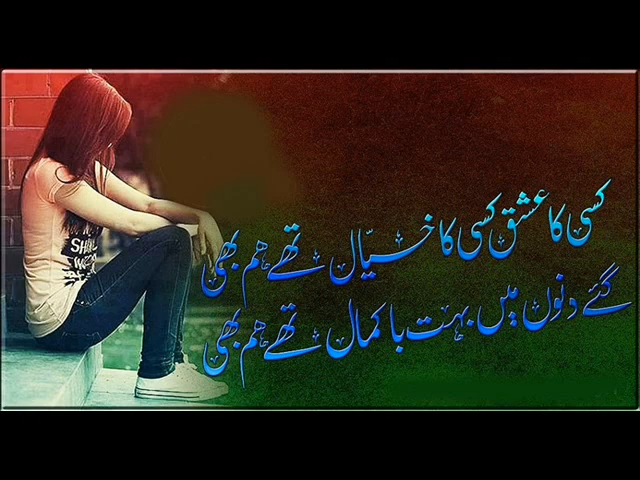 کسی کا عشق کسی کا خیال تھے ہم بھی
گئے دنوں میں بہت باکمال تھے ہم بھی